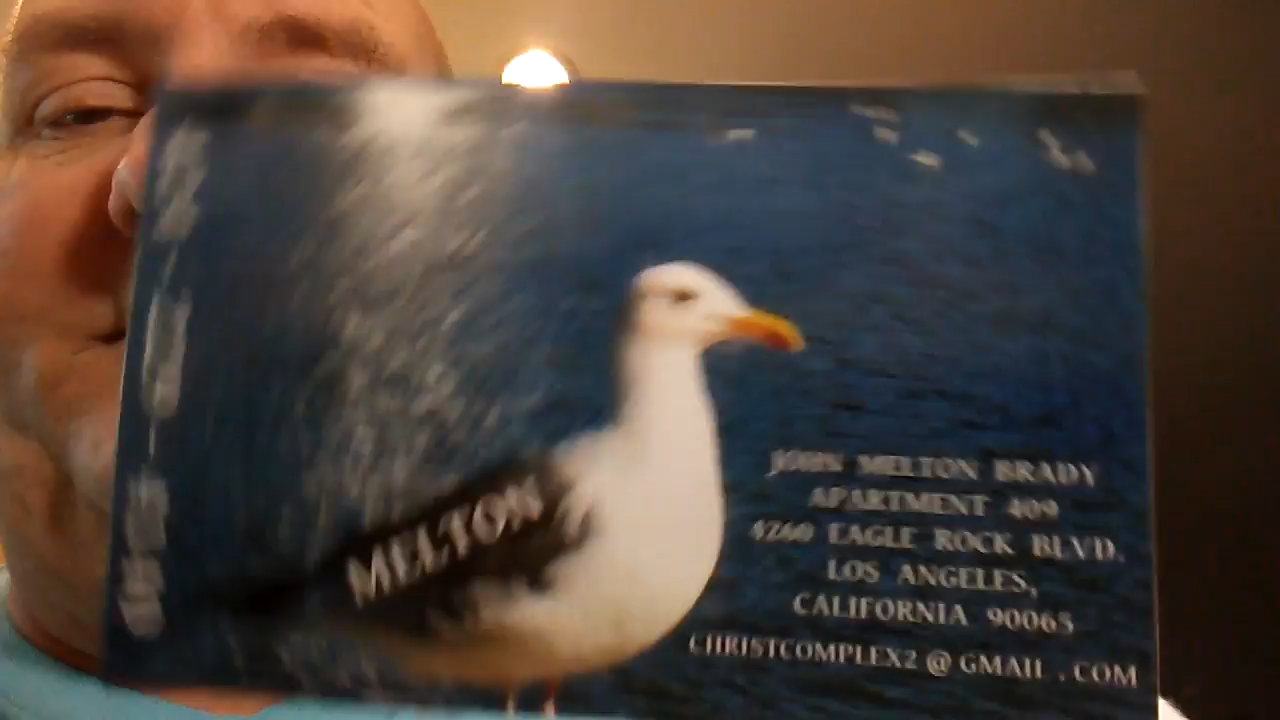 MELTON
JOHN MELTON BRADY
APARTMENT 409
4260 EAGLE ROCK BLVD.
LOS ANGELES,
CALIFORNIA 90065
CHRISTCOMPLEX2 @ GMAIL . COM